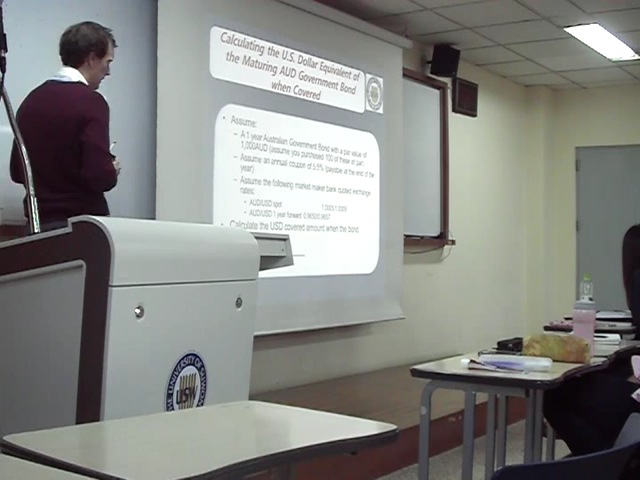 Calculating the U.S. Dollar Equivalent of
the Maturing AUD Government Bond
when Covered
• Assume:
– A 1 year Australian Government Bond with a par value of
1,000AUD (assume you purchased 100 of these at par)
– Assume an annual coupon of 5.5% (payable at the end of the
year)
– Assume the following market maker bank quoted exchange
rates:
• AUD/USD spot
• AUD/USD 1 year forward
• Calculate the USD covered amount when the bond
UNIVERSITY OF
USW